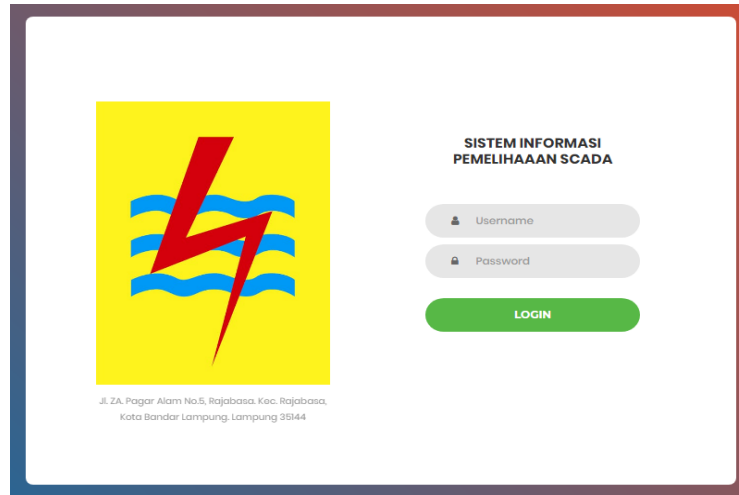 SISTEM INFORMASI
PEMELIHAAAN SCADA
Username
Password
LOGIN
Jl. ZA. Pagar Alam No.5, Rajabasa. Kec. Rajabasa,
Kota Bandar Lampung. Lampung 35144